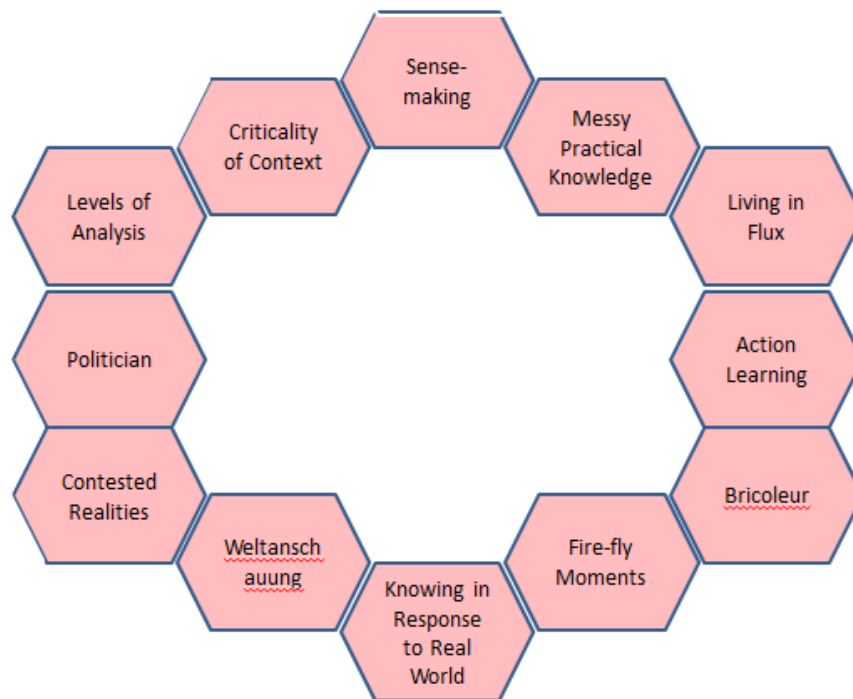 Sense-
making
Criticality
of Context
Messy
Practical
Knowledge
Levels of
Analysis
Living in
Flux
Politician
Action
Learning
Contested
Realities
Bricoleur
Weltansch
auung
Fire-fly
Moments
Knowing in
Response
to Real
World